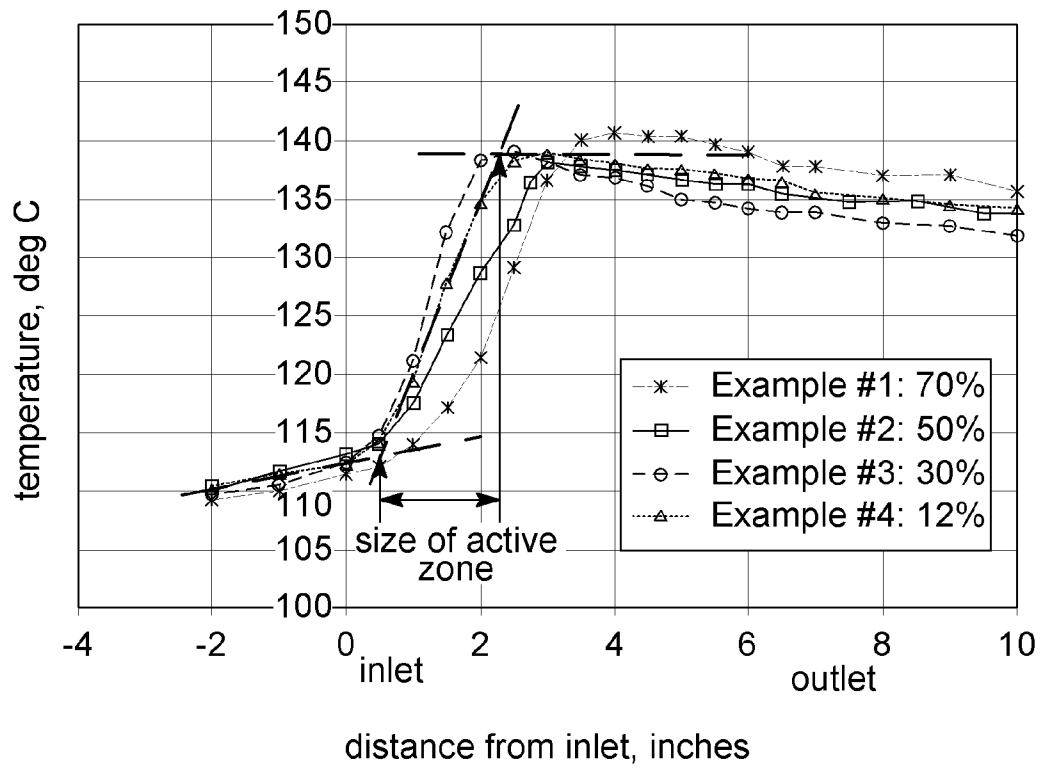 150
145
140
135
130
125
120
115
110
105
100
temperature, deg C
Example #1: 70%
Example #2: 50%
Example #3: 30%
Example #4: 12%
size of active
zone
-4 -2 0 2 4 6 8 10
inlet outlet
distance from inlet, inches